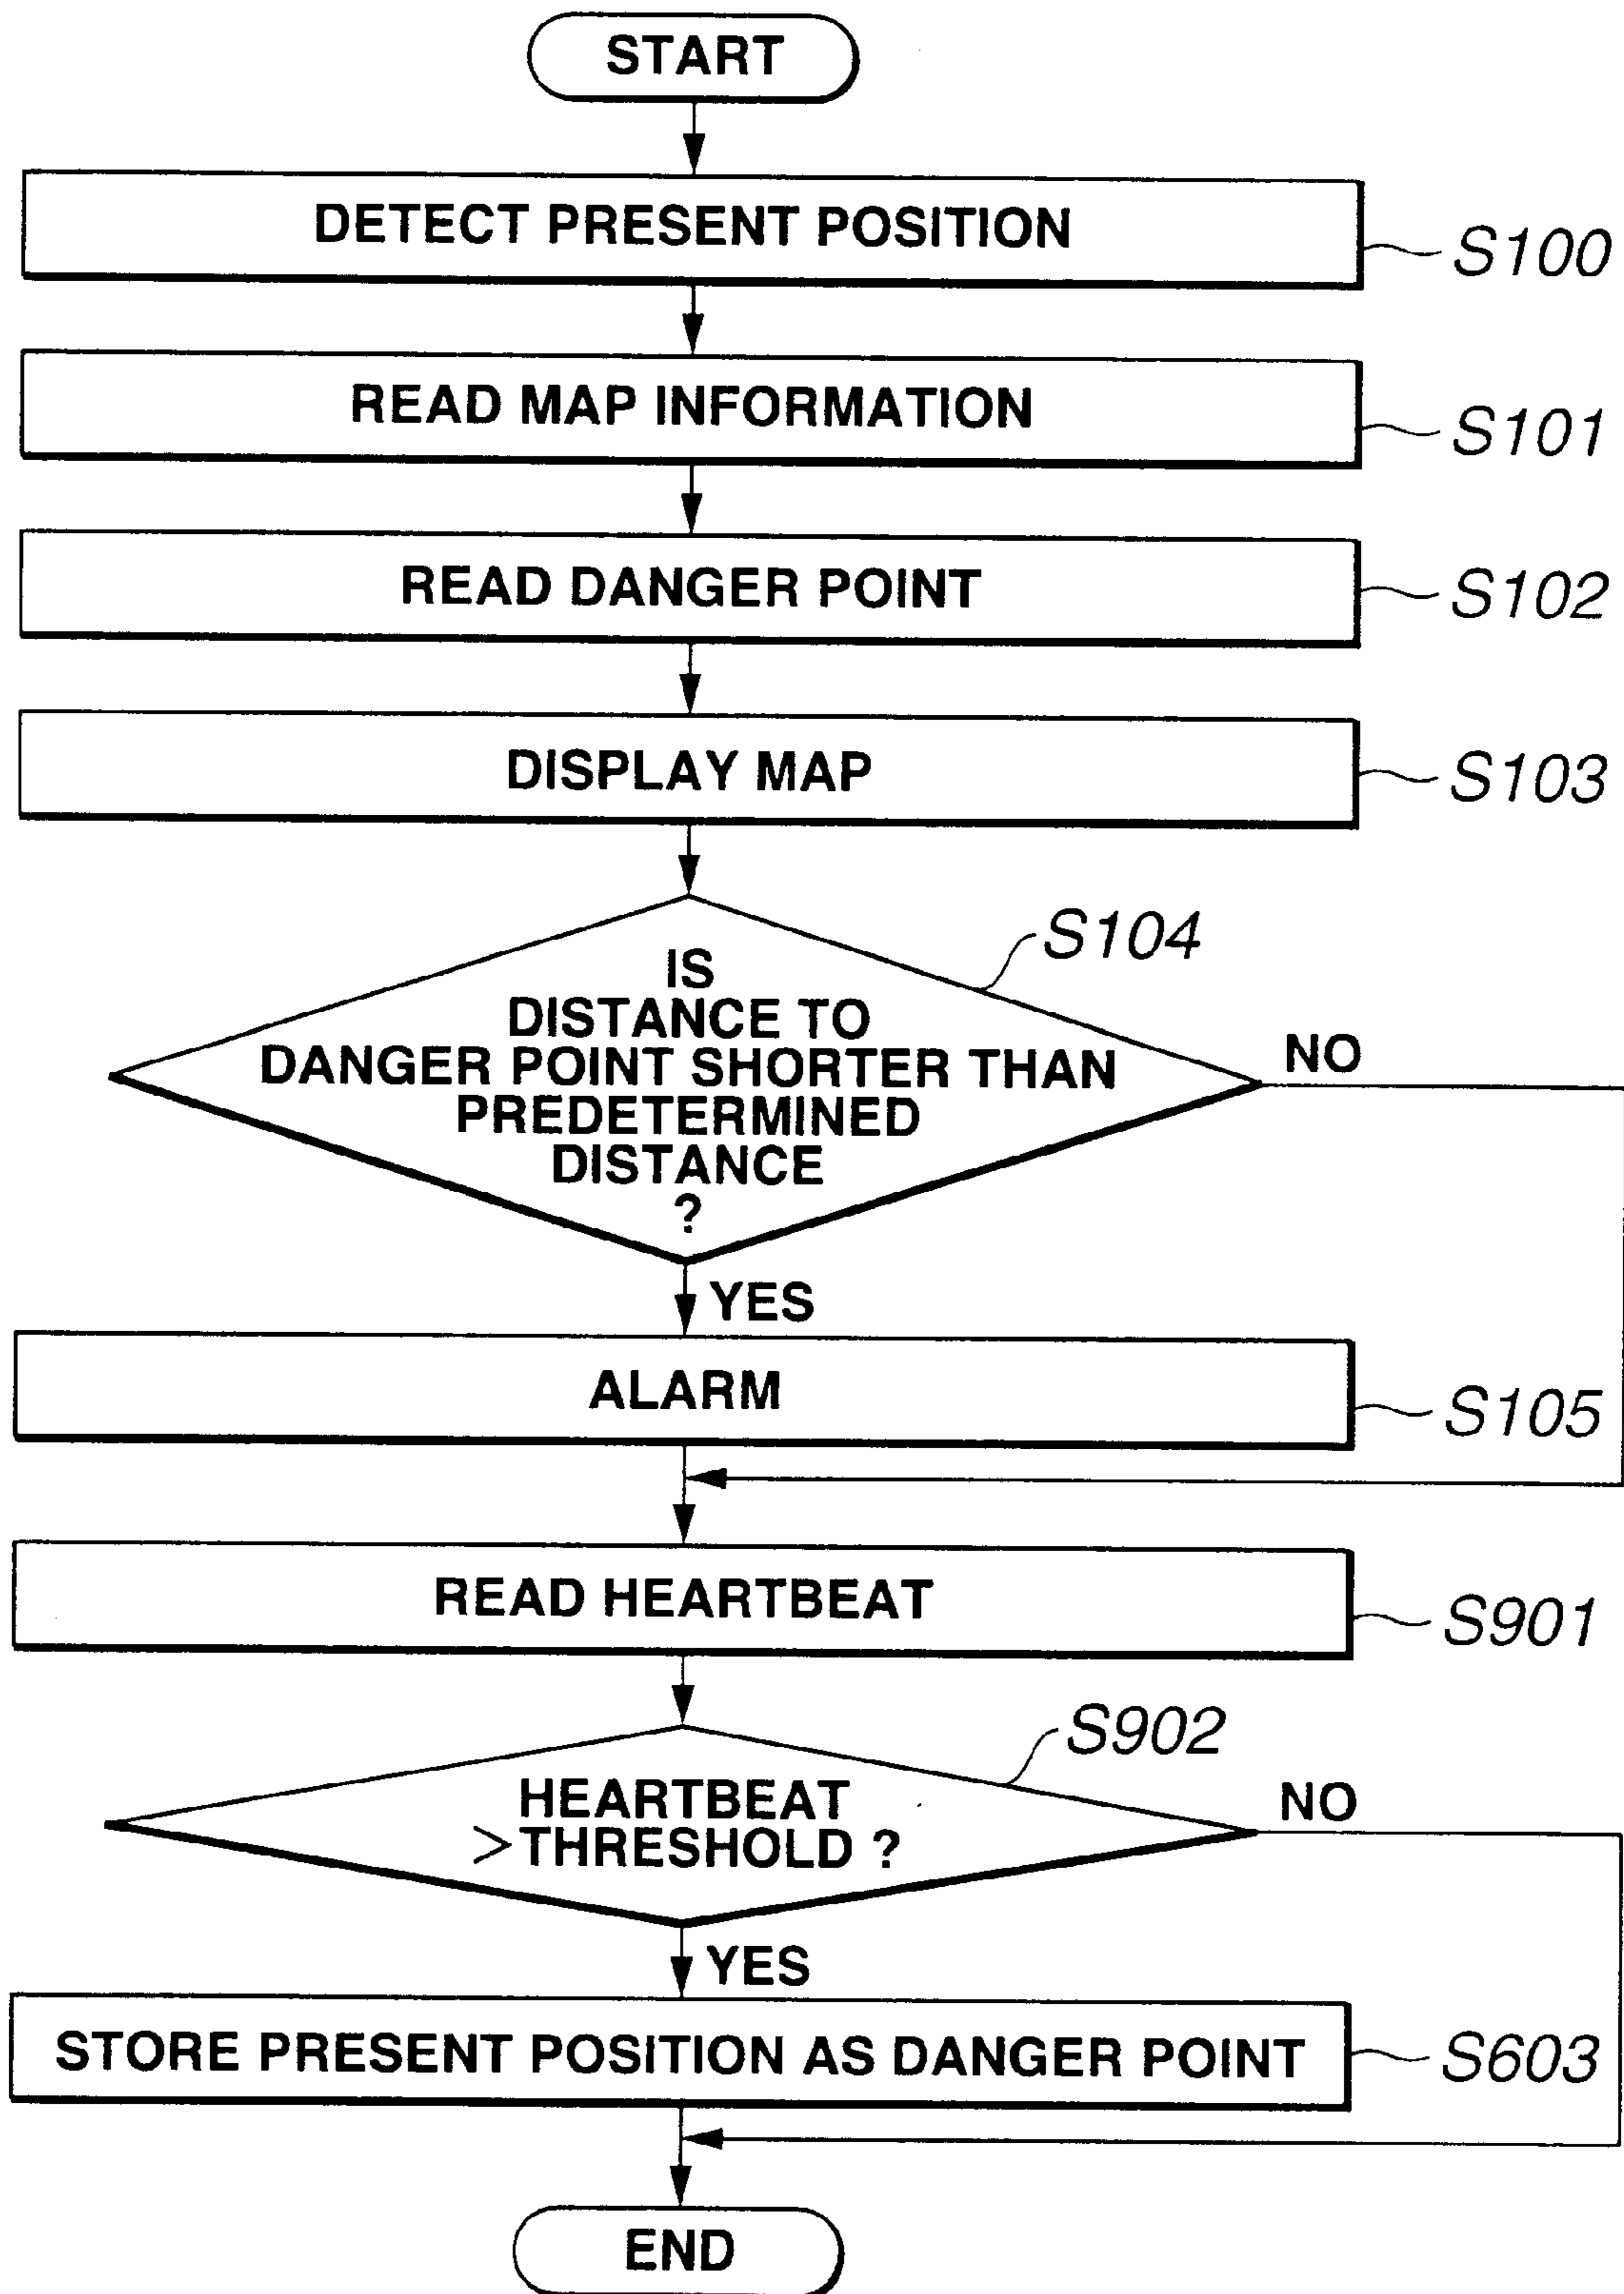 START
DETECT PRESENT POSITION
S100
READ MAP INFORMATION
S101
READ DANGER POINT
S102
DISPLAY MAP
S103
S104
IS
DISTANCE TO
DANGER POINT SHORTER THAN
PREDETERMINED
DISTANCE
?
NO
YES
ALARM
S105
READ HEARTBEAT
S901
S902
HEARTBEAT
>THRESHOLD ?
NO
YES
STORE PRESENT POSITION AS DANGER POINT
S603
END